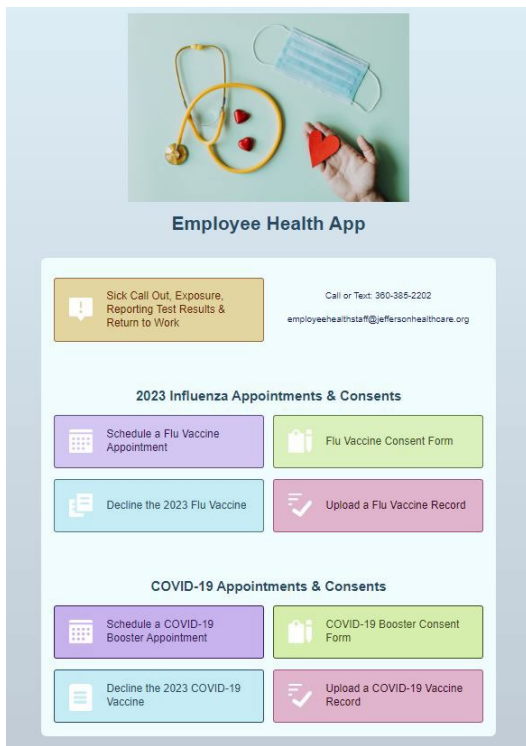 Employee Health App
Sick Call Out, Exposure,
Reporting Test Results &
Return to Work
Call or Text: 360-385-2202
employeehealthstaff@jeffersonhealthcare.org
2023 Influenza Appointments & Consents
Schedule a Flu Vaccine
Appointment
Flu Vaccine Consent Form
Decline the 2023 Flu Vaccine
Upload a Flu Vaccine Record
COVID-19 Appointments & Consents
Schedule a COVID-19
Booster Appointment
COVID-19 Booster Consent
Form
Decline the 2023 COVID-19
Vaccine
Upload a COVID-19 Vaccine
Record